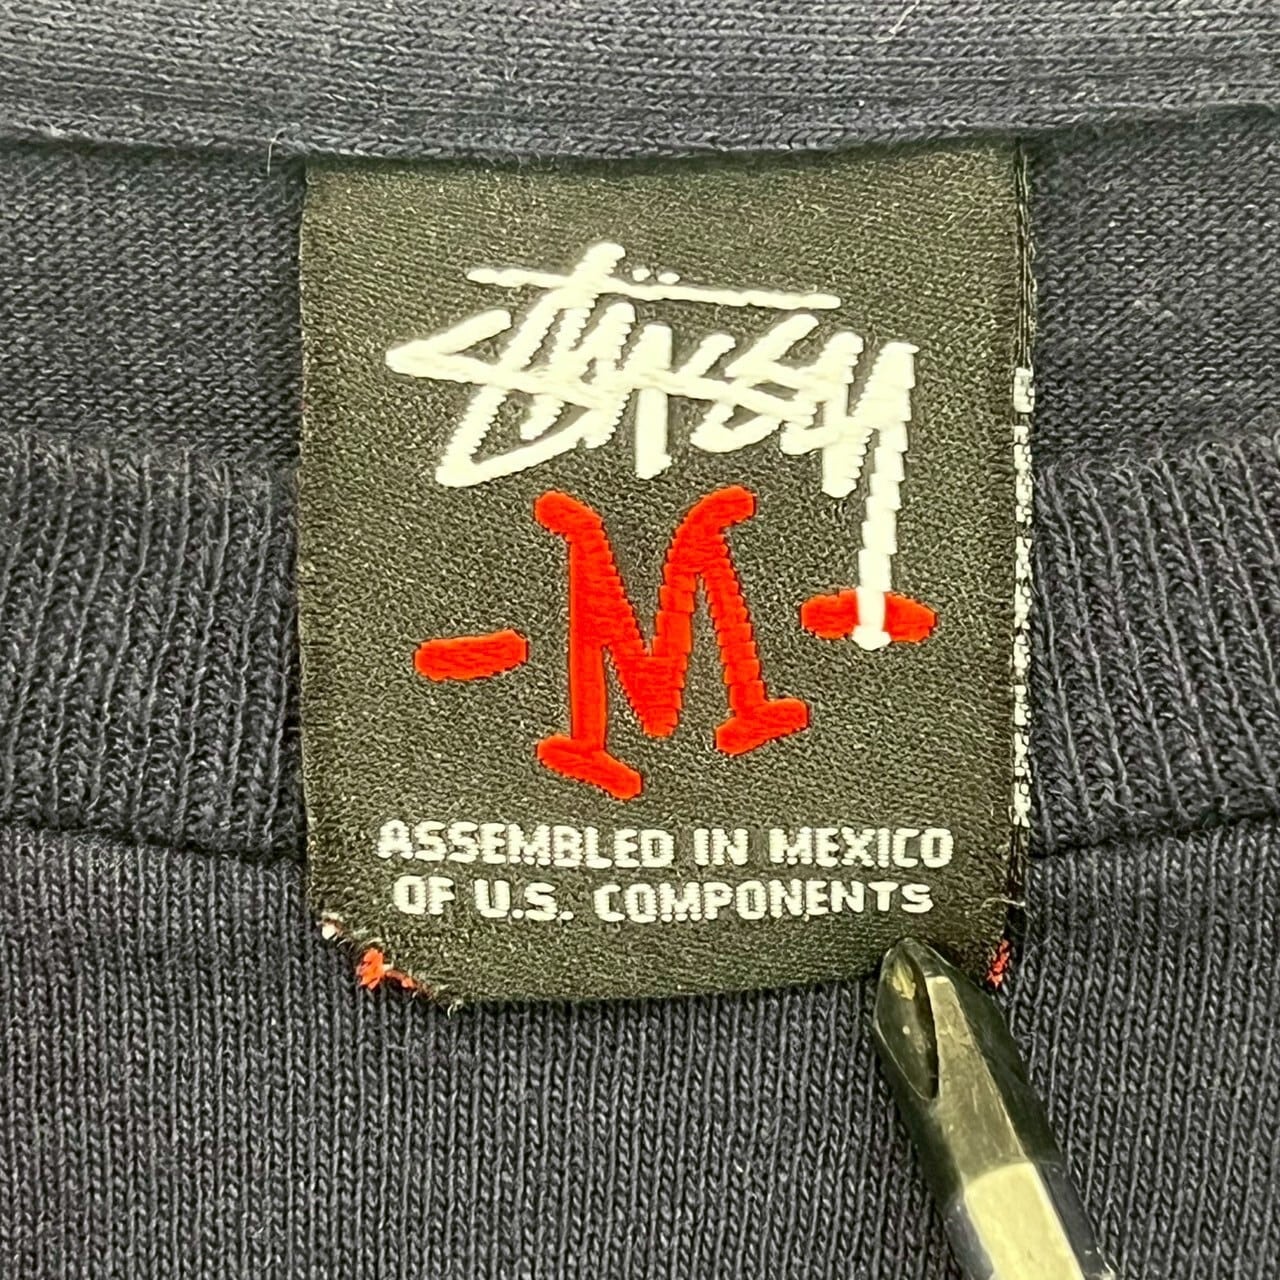 Stüssy
- M -
ASSEMBLED IN MEXICO
OF U.S. COMPONENTS